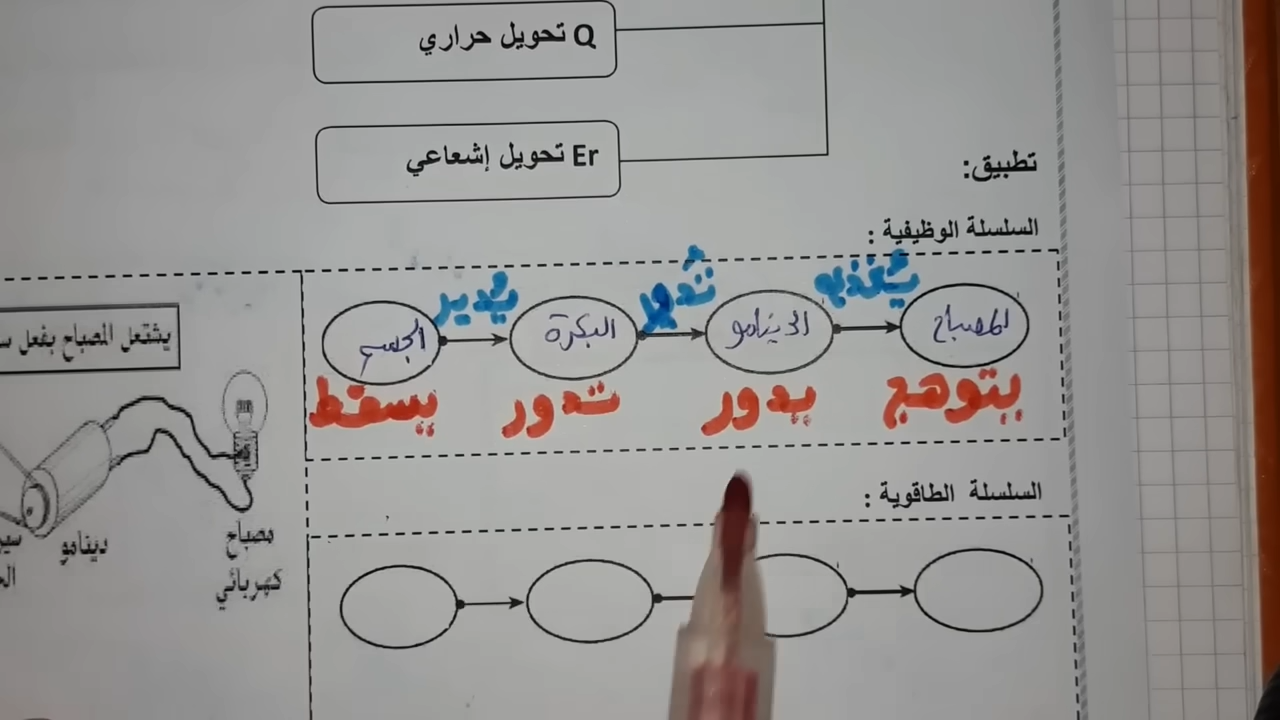 Q تحويل حراري
Er تحويل إشعاعي
تطبيق:
السلسلة الوظيفية :
يغذي تدور يدير
المصباح الدينامو البكرة الجسم
يتوهج يدور تدور يسقط
يشتعل المصباح بفعل
السلسلة الطاقوية :
مصباح
كهربائي
دينامو